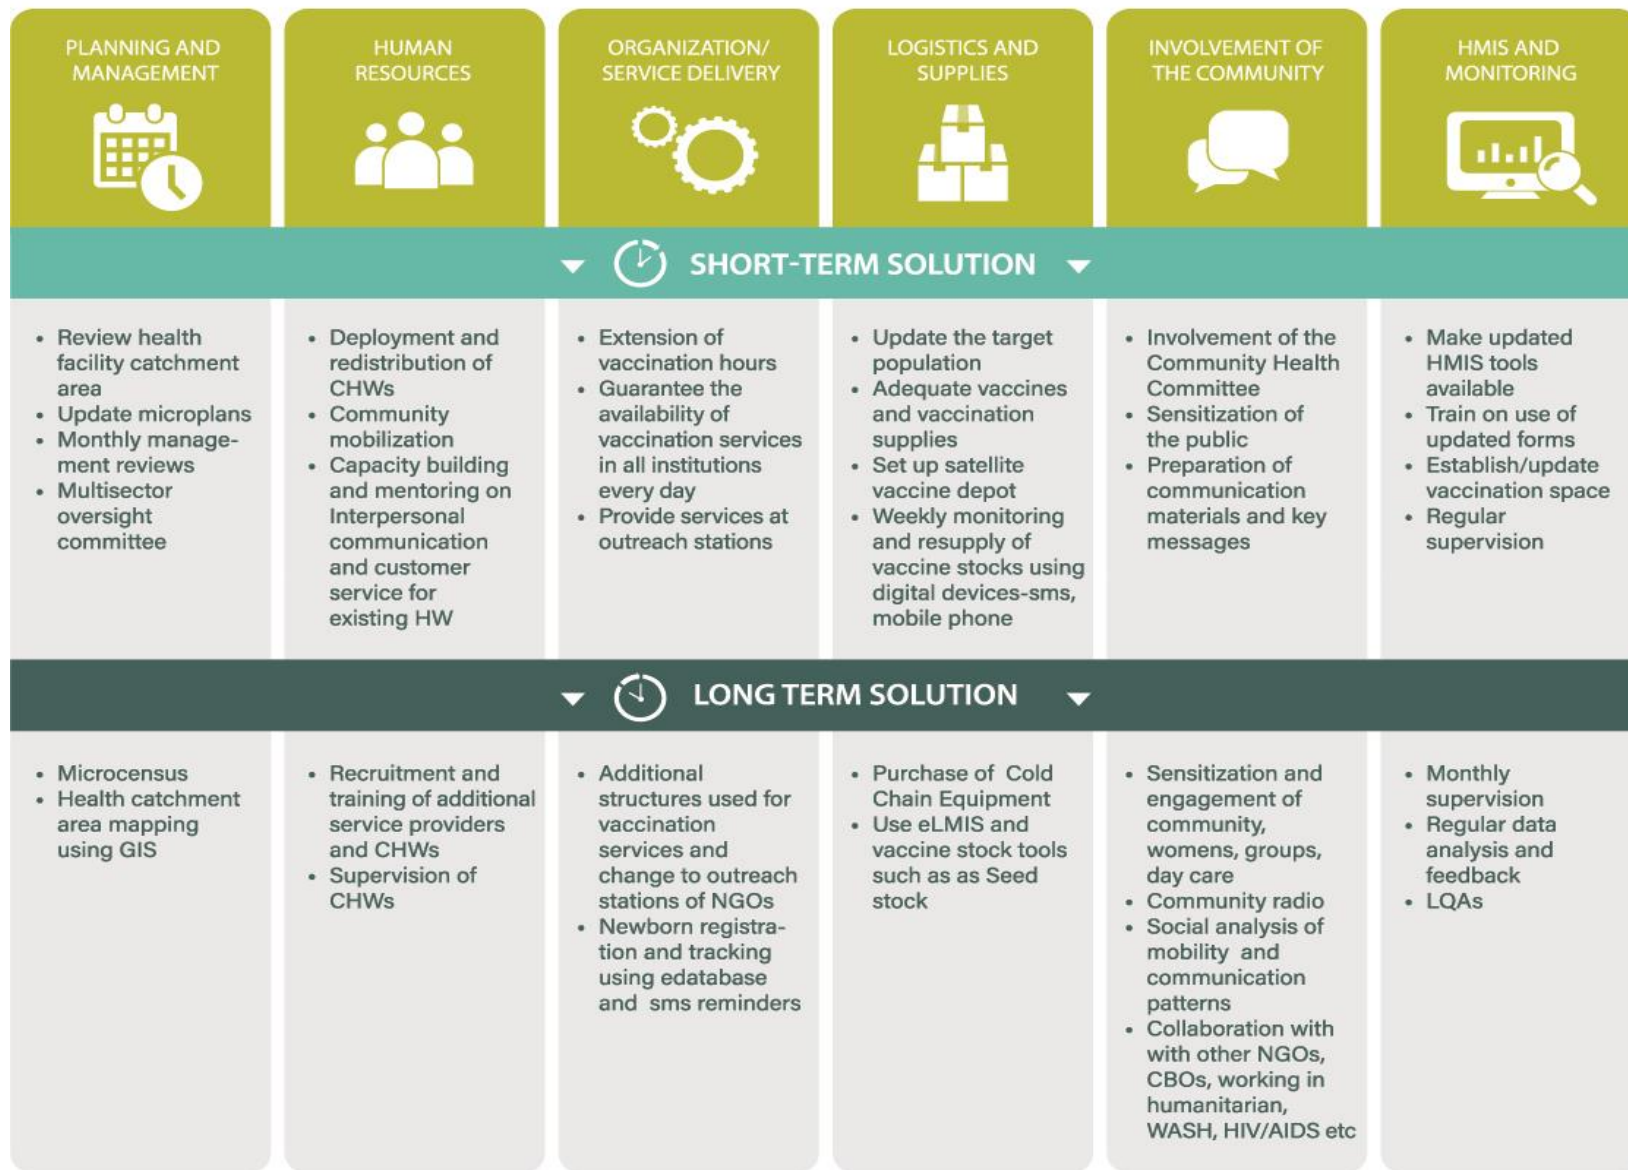 PLANNING AND
MANAGEMENT
HUMAN
RESOURCES
ORGANIZATION/
SERVICE DELIVERY
LOGISTICS AND
SUPPLIES
INVOLVEMENT OF
THE COMMUNITY
HMIS AND
MONITORING
SHORT-TERM SOLUTION
• Review health
facility catchment
area
• Update microplans
• Monthly manage-
ment reviews
• Multisector
oversight
committee
• Deployment and
redistribution of
CHWs
• Community
mobilization
• Capacity building
and mentoring on
Interpersonal
communication
and customer
service for
existing HW
• Extension of
vaccination hours
• Guarantee the
availability of
vaccination services
in all institutions
every day
• Provide services at
outreach stations
• Update the target
population
• Adequate vaccines
and vaccination
supplies
• Set up satellite
vaccine depot
• Weekly monitoring
and resupply of
vaccine stocks using
digital devices-sms,
mobile phone
• Involvement of the
Community Health
Committee
• Sensitization of
the public
• Preparation of
communication
materials and key
messages
• Make updated
HMIS tools
available
• Train on use of
updated forms
• Establish/update
vaccination space
• Regular
supervision
LONG TERM SOLUTION
• Microcensus
• Health catchment
area mapping
using GIS
• Recruitment and
training of additional
service providers
and CHWs
• Supervision of
CHWs
• Additional
structures used for
vaccination
services and
change to outreach
stations of NGOs
• Newborn registra-
tion and tracking
using edatabase
and sms reminders
• Purchase of Cold
Chain Equipment
• Use eLMIS and
vaccine stock tools
such as as Seed
stock
• Sensitization and
engagement of
community,
womens, groups,
day care
• Community radio
• Social analysis of
mobility and
communication
patterns
• Collaboration with
with other NGOs,
CBOs, working in
humanitarian,
WASH, HIV/AIDS etc
• Monthly
supervision
• Regular data
analysis and
feedback
• LQAs